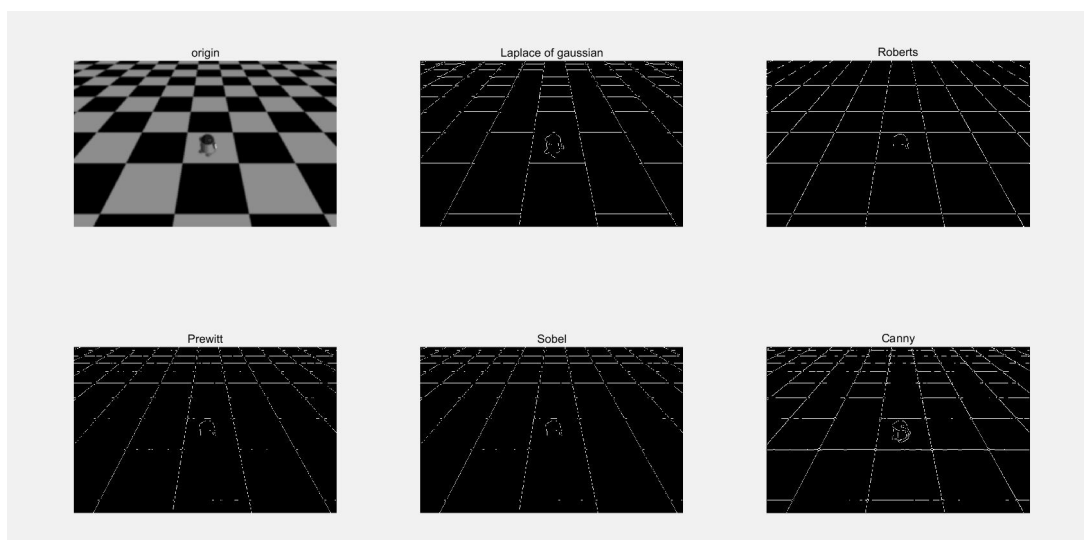 origin
Laplace of gaussian
Roberts
Prewitt
Sobel
Canny